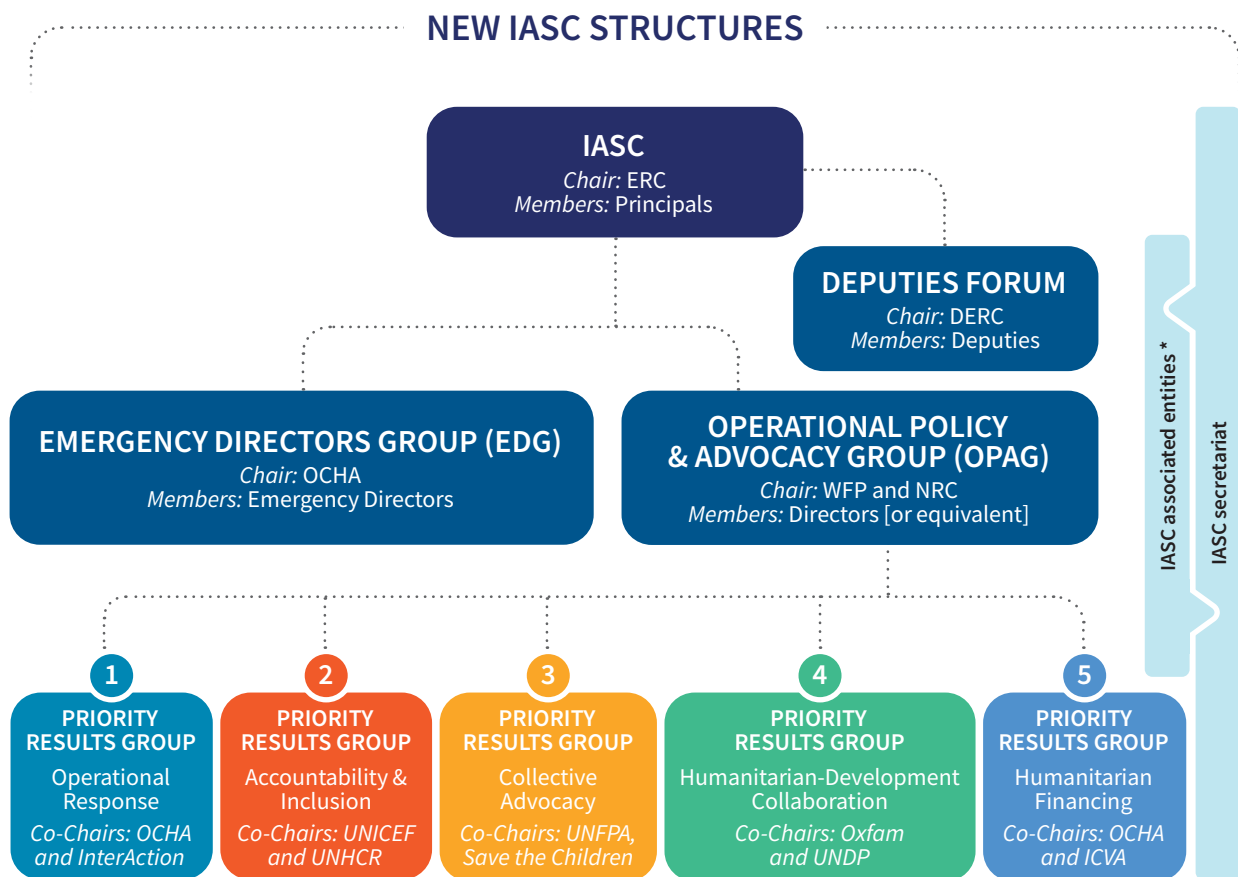 NEW IASC STRUCTURES
IASC
Chair: ERC
Members: Principals
DEPUTIES FORUM
Chair: DERC
Members: Deputies
EMERGENCY DIRECTORS GROUP (EDG)
Chair: OCHA
Members: Emergency Directors
OPERATIONAL POLICY
& ADVOCACY GROUP (OPAG)
Chair: WFP and NRC
Members: Directors [or equivalent]
IASC associated entities *
IASC secretariat
1
PRIORITY
RESULTS GROUP
Operational
Response
Co-Chairs: OCHA
and InterAction
2
PRIORITY
RESULTS GROUP
Accountability &
Inclusion
Co-Chairs: UNICEF
and UNHCR
3
PRIORITY
RESULTS GROUP
Collective
Advocacy
Co-Chairs: UNFPA,
Save the Children
4
PRIORITY
RESULTS GROUP
Humanitarian-Development
Collaboration
Co-Chairs: Oxfam
and UNDP
5
PRIORITY
RESULTS GROUP
Humanitarian
Financing
Co-Chairs: OCHA
and ICVA